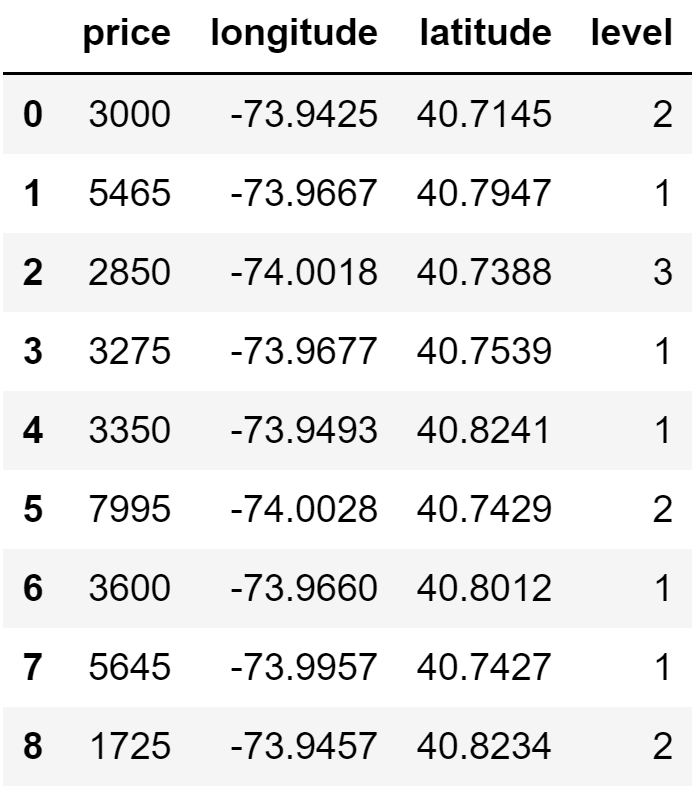 price longitude latitude level
0 3000 -73.9425 40.7145 2
1 5465 -73.9667 40.7947 1
2 2850 -74.0018 40.7388 3
3 3275 -73.9677 40.7539 1
4 3350 -73.9493 40.8241 1
5 7995 -74.0028 40.7429 2
6 3600 -73.9660 40.8012 1
7 5645 -73.9957 40.7427 1
8 1725 -73.9457 40.8234 2